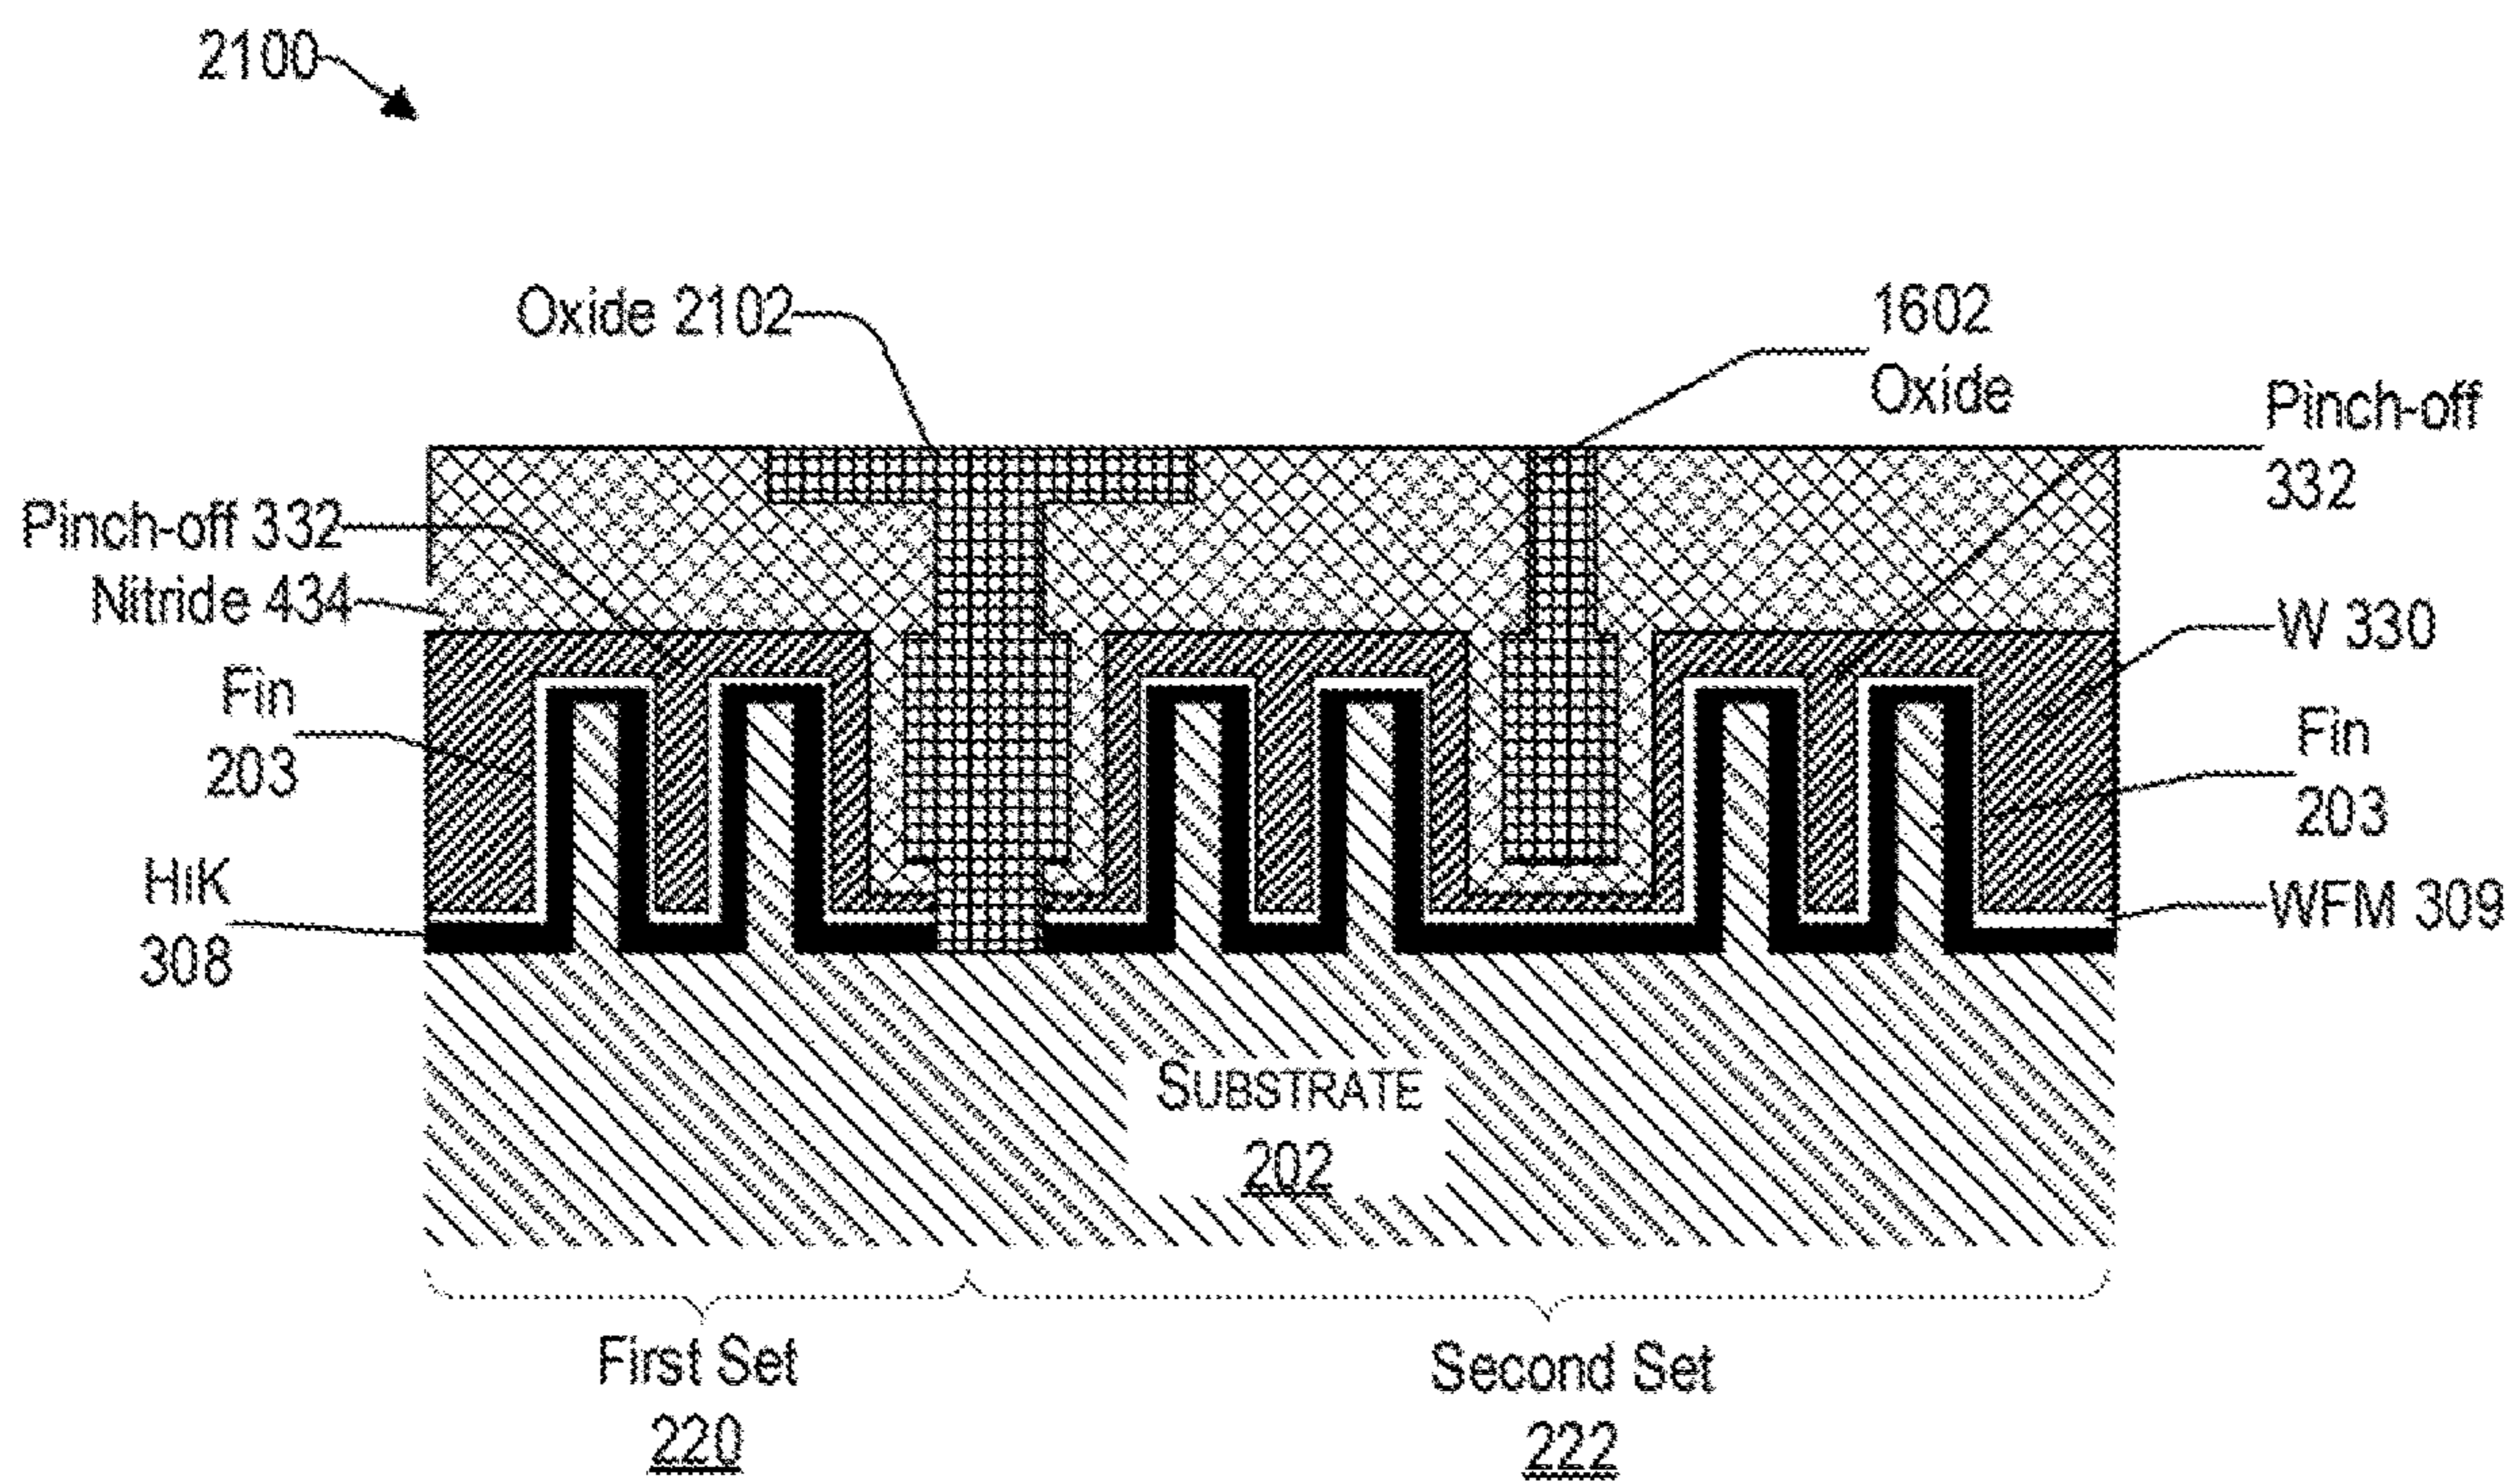 2100
Oxide 2102
1602
Oxide
Pinch-off
332
Pinch-off 332
Nitride 434
W 330
Fin
203
Fin
203
HiK
308
WFM 309
SUBSTRATE
202
First Set
220
Second Set
222